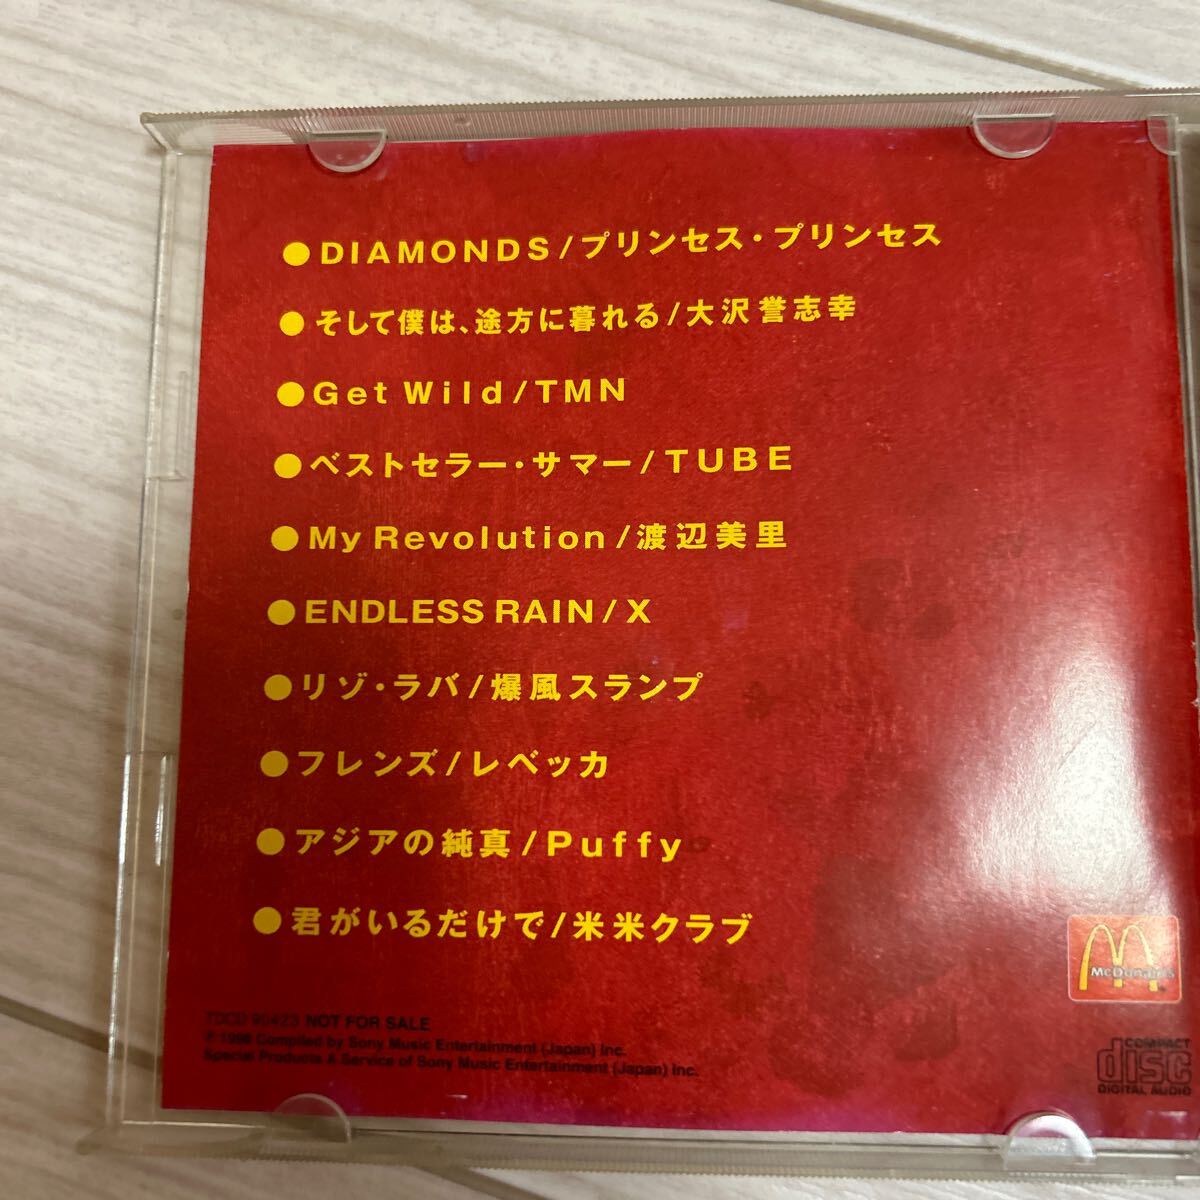 ●DIAMONDS/プリンセス・プリンセス
●そして僕は、途方に暮れる/大沢誉志幸
●Get Wild/TMN
●ベストセラー・サマー/TUBE
●My Revolution/渡辺美里
●ENDLESS RAIN/X
●リゾ・ラバ/爆風スランプ
●フレンズ/レベッカ
●アジアの純真/Puffy
●君がいるだけで/米米クラブ
McDonald's
TDCD 90423 NOT FOR SALE
Ⓟ1998 Compiled by Sony Music Entertainment (Japan) Inc.
Special Products A Service of Sony Music Entertainment (Japan) Inc.
COMPACT
disc
DIGITAL AUDIO